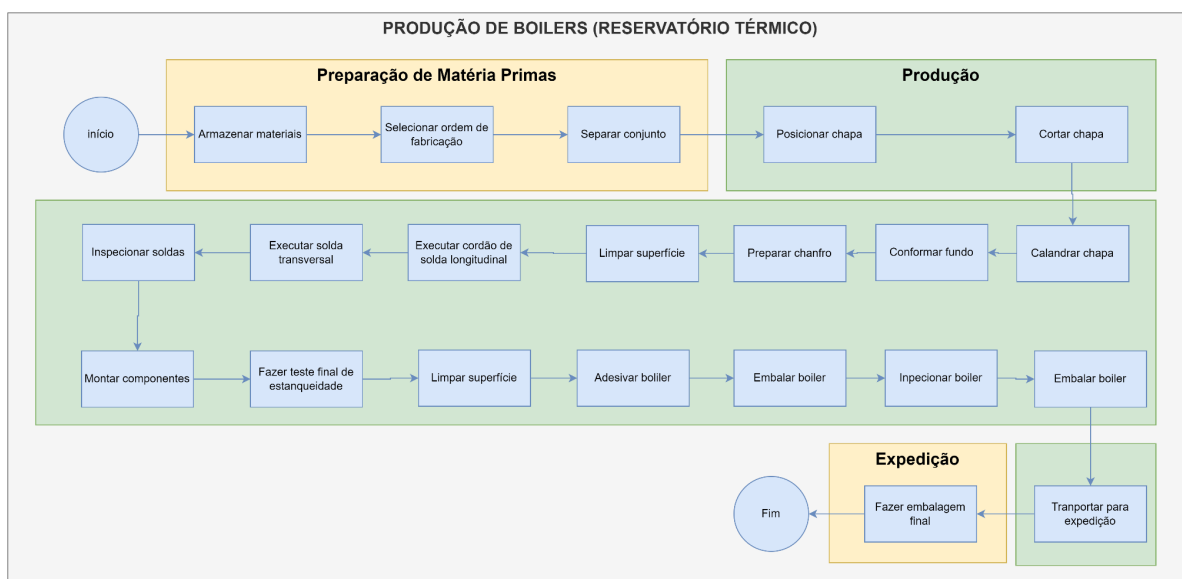 PRODUÇÃO DE BOILERS (RESERVATÓRIO TÉRMICO)
Preparação de Matéria Primas
Produção
início
Armazenar materiais
Selecionar ordem de
fabricação
Separar conjunto
Posicionar chapa
Cortar chapa
Calandrar chapa
Conformar fundo
Preparar chanfro
Limpar superfície
Executar cordão de
solda longitudinal
Executar solda
transversal
Inspecionar soldas
Montar componentes
Fazer teste final de
estanqueidade
Limpar superfície
Adesivar boliler
Embalar boiler
Inpecionar boiler
Embalar boiler
Tranportar para
expedição
Expedição
Fazer embalagem
final
Fim